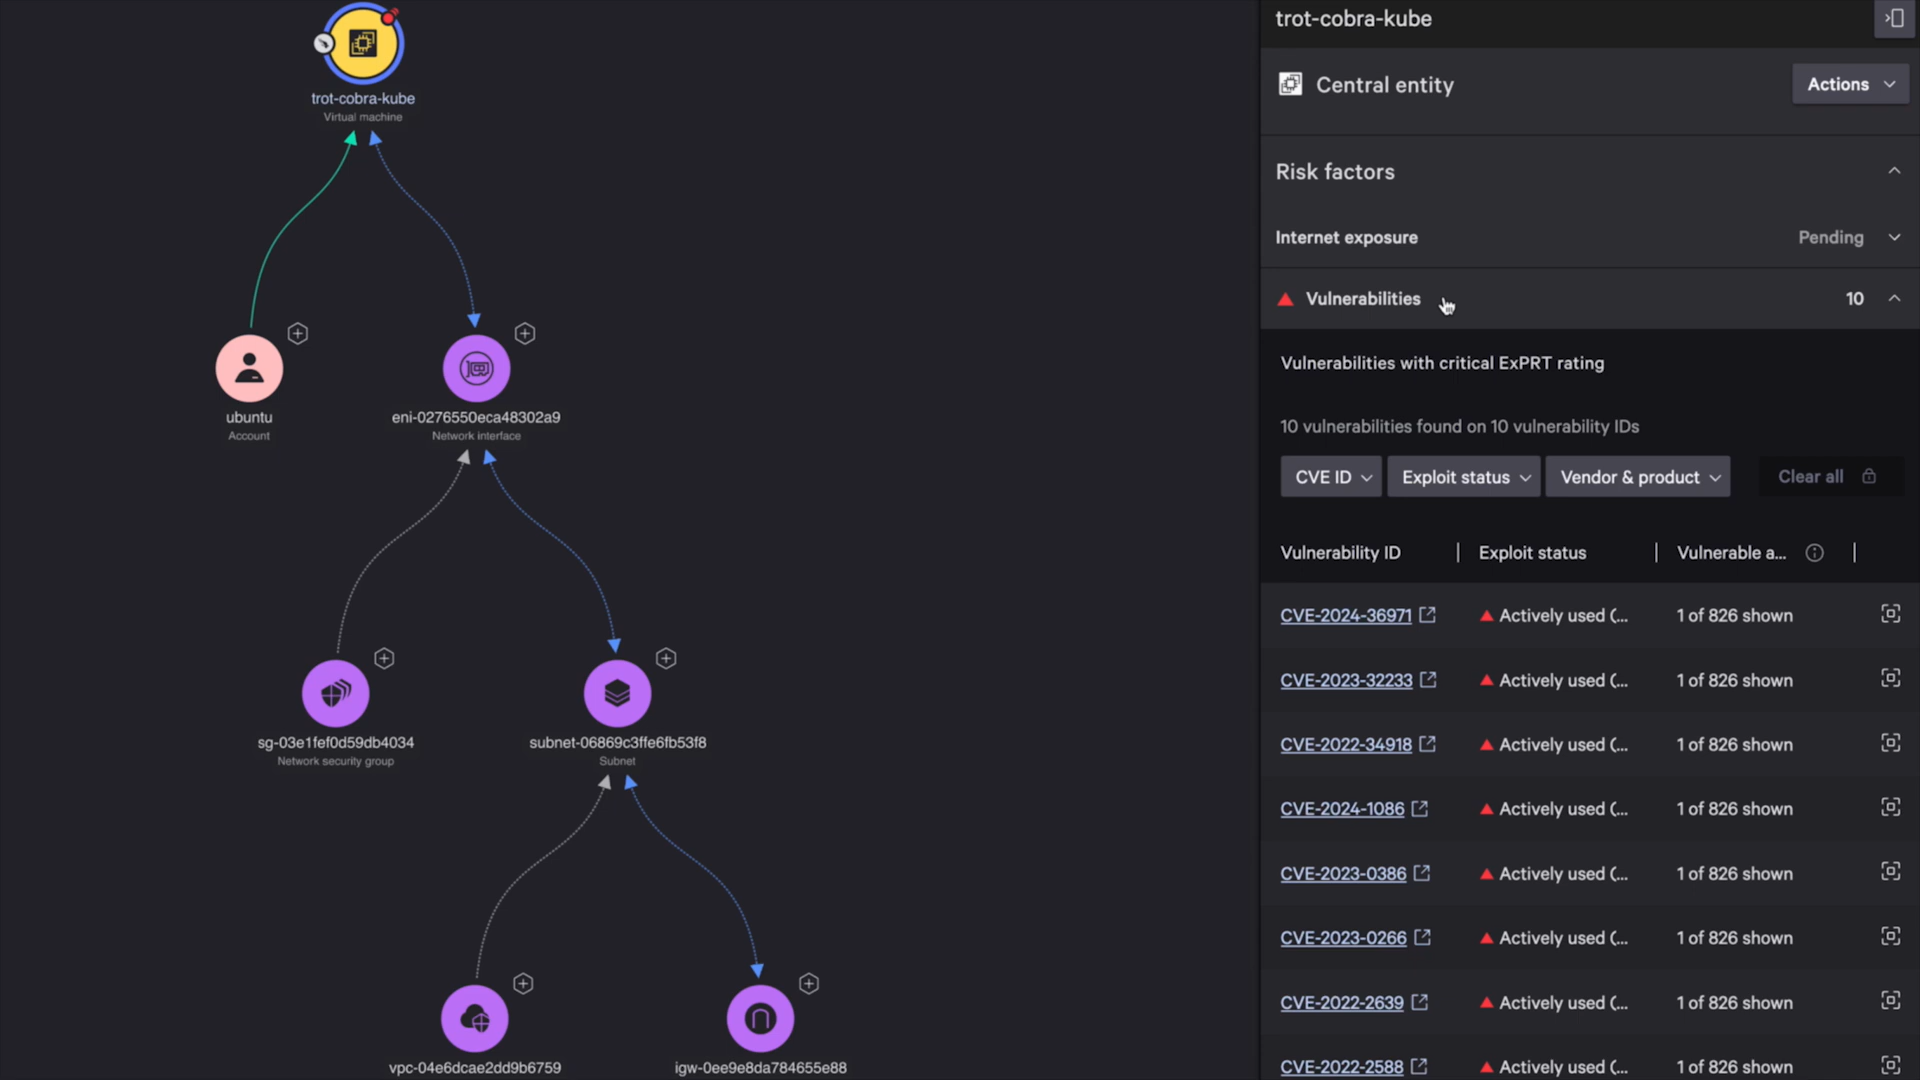 trot-cobra-kube
Virtual machine
ubuntu
Account
eni-0276550eca48302a9
Network interface
sg-03e1fef0d59db4034
Network security group
subnet-06869c3ffe6fb53f8
Subnet
vpc-04e6dcae2dd9b6759
igw-0ee9e8da784655e88
trot-cobra-kube
Central entity
Actions
Risk factors
Internet exposure Pending
Vulnerabilities 10
Vulnerabilities with critical ExPRT rating
10 vulnerabilities found on 10 vulnerability IDs
CVE ID Exploit status Vendor & product Clear all
Vulnerability ID Exploit status Vulnerable a...
CVE-2024-36971 Actively used (... 1 of 826 shown
CVE-2023-32233 Actively used (... 1 of 826 shown
CVE-2022-34918 Actively used (... 1 of 826 shown
CVE-2024-1086 Actively used (... 1 of 826 shown
CVE-2023-0386 Actively used (... 1 of 826 shown
CVE-2023-0266 Actively used (... 1 of 826 shown
CVE-2022-2639 Actively used (... 1 of 826 shown
CVE-2022-2588 Actively used (... 1 of 826 shown